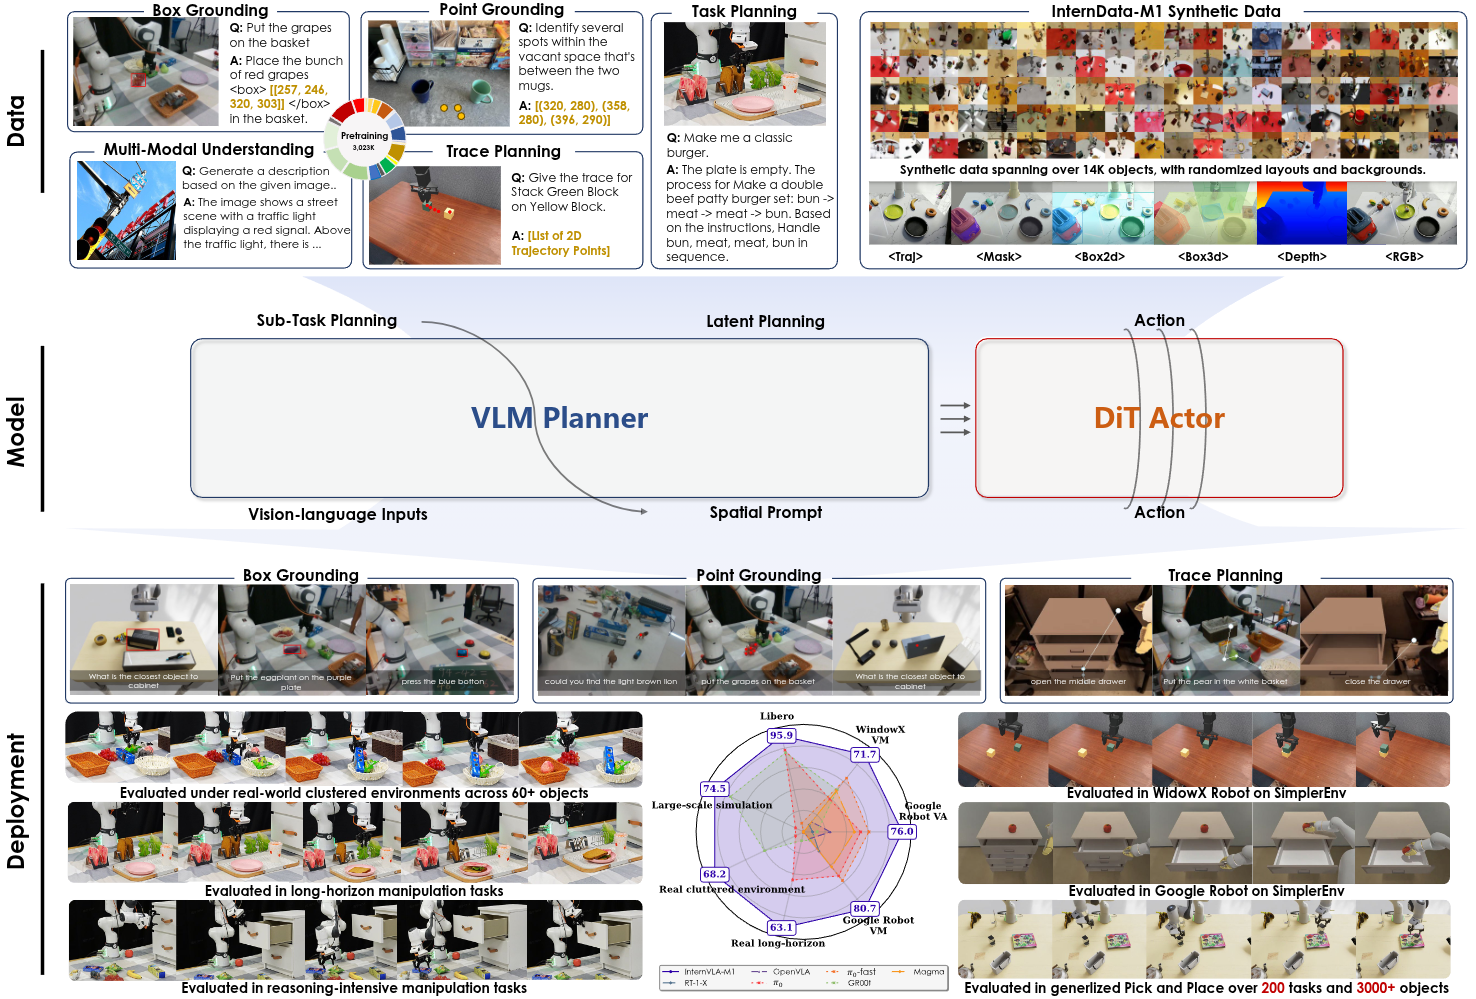 Data
Box Grounding
Q: Put the grapes
on the basket
A: Place the bunch
of red grapes
<box> [[257, 246,
320, 303]] </box>
in the basket.
Point Grounding
Q: Identify several
spots within the
vacant space that's
between the two
mugs.
A: [(320, 280), (358,
280), (396, 290)]
Pretraining
3,023K
Multi-Modal Understanding
Q: Generate a description
based on the given image..
A: The image shows a street
scene with a traffic light
displaying a red signal. Above
the traffic light, there is ...
Trace Planning
Q: Give the trace for
Stack Green Block
on Yellow Block.
A: [List of 2D
Trajectory Points]
Task Planning
Q: Make me a classic
burger.
A: The plate is empty. The
process for Make a double
beef patty burger set: bun ->
meat -> meat -> bun. Based
on the instructions, Handle
bun, meat, meat, bun in
sequence.
InternData-M1 Synthetic Data
Synthetic data spanning over 14K objects, with randomized layouts and backgrounds.
<Traj>
<Mask>
<Box2d>
<Box3d>
<Depth>
<RGB>
Model
Sub-Task Planning
Latent Planning
Action
VLM Planner
DiT Actor
Vision-language Inputs
Spatial Prompt
Action
Deployment
Box Grounding
What is the closest object to
cabinet
Put the eggplant on the purple
plate
press the blue botton
Point Grounding
could you find the light brown lion
put the grapes on the basket
What is the closest object to
cabinet
Trace Planning
open the middle drawer
Put the pear in the white basket
close the drawer
Evaluated under real-world clustered environments across 60+ objects
Evaluated in long-horizon manipulation tasks
Evaluated in reasoning-intensive manipulation tasks
Libero
95.9
WindowX
VM
71.7
74.5
Large-scale simulation
Google
Robot VA
76.0
68.2
Real cluttered environment
80.7
Google Robot
VM
63.1
Real long-horizon
InternVLA-M1
OpenVLA
π0-fast
Magma
RT-1-X
π0
GR00t
Evaluated in WidowX Robot on SimplerEnv
Evaluated in Google Robot on SimplerEnv
Evaluated in generlized Pick and Place over 200 tasks and 3000+ objects